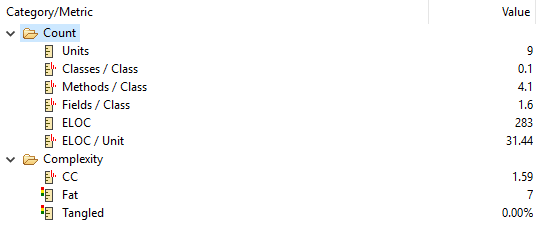 Category/Metric Value
Count
Units 9
Classes / Class 0.1
Methods / Class 4.1
Fields / Class 1.6
ELOC 283
ELOC / Unit 31.44
Complexity
CC 1.59
Fat 7
Tangled 0.00%